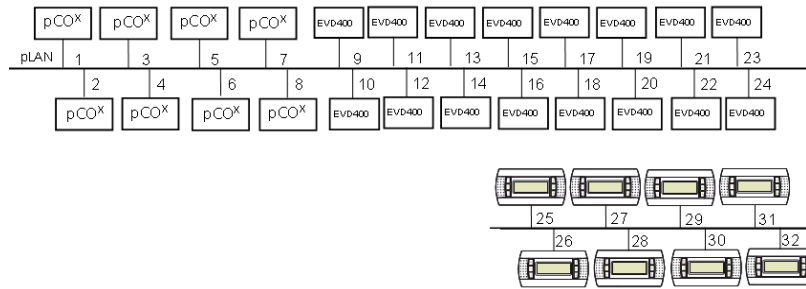 pCOx pCOx pCOx pCOx EVD400 EVD400 EVD400 EVD400 EVD400 EVD400 EVD400 EVD400
pLAN 1 3 5 7 9 11 13 15 17 19 21 23
2 4 6 8 10 12 14 16 18 20 22 24
pCOx pCOx pCOx pCOx EVD400 EVD400 EVD400 EVD400 EVD400 EVD400 EVD400 EVD400
25 27 29 31
26 28 30 32